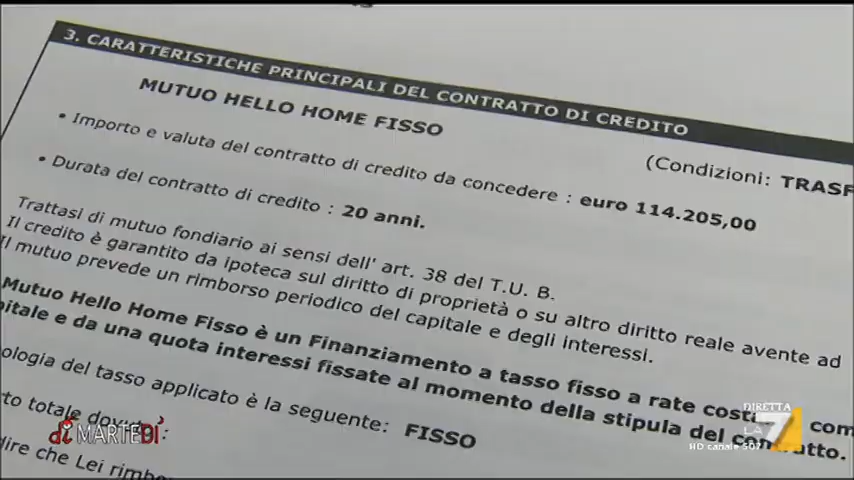 3. CARATTERISTICHE PRINCIPALI DEL CONTRATTO DI CREDITO
MUTUO HELLO HOME FISSO
(Condizioni: TRASF
• Importo e valuta del contratto di credito da concedere : euro 114.205,00
• Durata del contratto di credito : 20 anni.
Trattasi di mutuo fondiario ai sensi dell' art. 38 del T.U. B.
Il credito è garantito da ipoteca sul diritto di proprietà o su altro diritto reale avente ad
Il mutuo prevede un rimborso periodico del capitale e degli interessi.
Mutuo Hello Home Fisso è un Finanziamento a tasso fisso a rate com
pitale e da una quota interessi fissate al momento della stipula del contratto.
ologia del tasso applicato è la seguente: FISSO
rto totale dovuto:
dire che Lei rimbo
di MARTEDÌ
DIRETTA
LA 7
HD canale 507